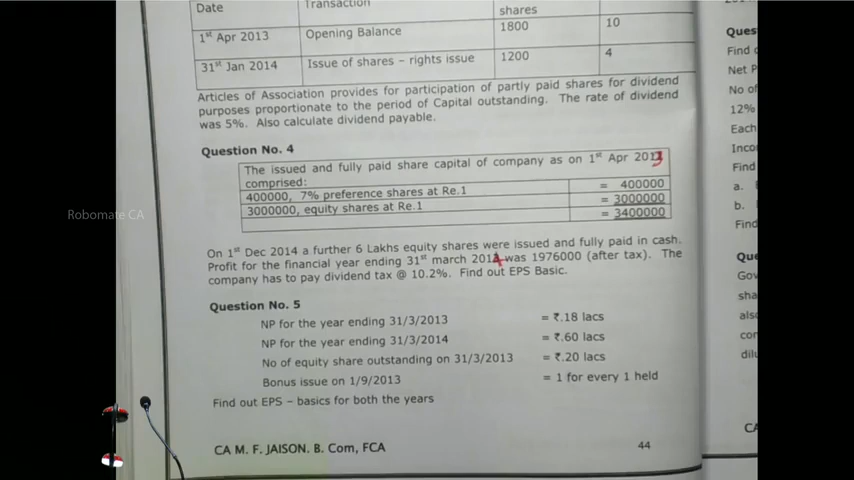 Date Transaction shares
1st Apr 2013 Opening Balance 1800 10
31st Jan 2014 Issue of shares – rights issue 1200 4
Articles of Association provides for participation of partly paid shares for dividend
purposes proportionate to the period of Capital outstanding. The rate of dividend
was 5%. Also calculate dividend payable.
Question No. 4
The issued and fully paid share capital of company as on 1st Apr 2013
comprised:
400000, 7% preference shares at Re.1 = 400000
3000000, equity shares at Re.1 = 3000000
= 3400000
On 1st Dec 2014 a further 6 Lakhs equity shares were issued and fully paid in cash.
Profit for the financial year ending 31st march 2014 was 1976000 (after tax). The
company has to pay dividend tax @ 10.2%. Find out EPS Basic.
Question No. 5
NP for the year ending 31/3/2013 = ₹.18 lacs
NP for the year ending 31/3/2014 = ₹.60 lacs
No of equity share outstanding on 31/3/2013 = ₹.20 lacs
Bonus issue on 1/9/2013 = 1 for every 1 held
Find out EPS – basics for both the years
CA M. F. JAISON. B. Com, FCA 44
Robomate CA
Ques
Find
Net P
No of
12%
Each
Incor
Find
a.
b.
Find
Que
Gov
sha
also
con
dilu
CA